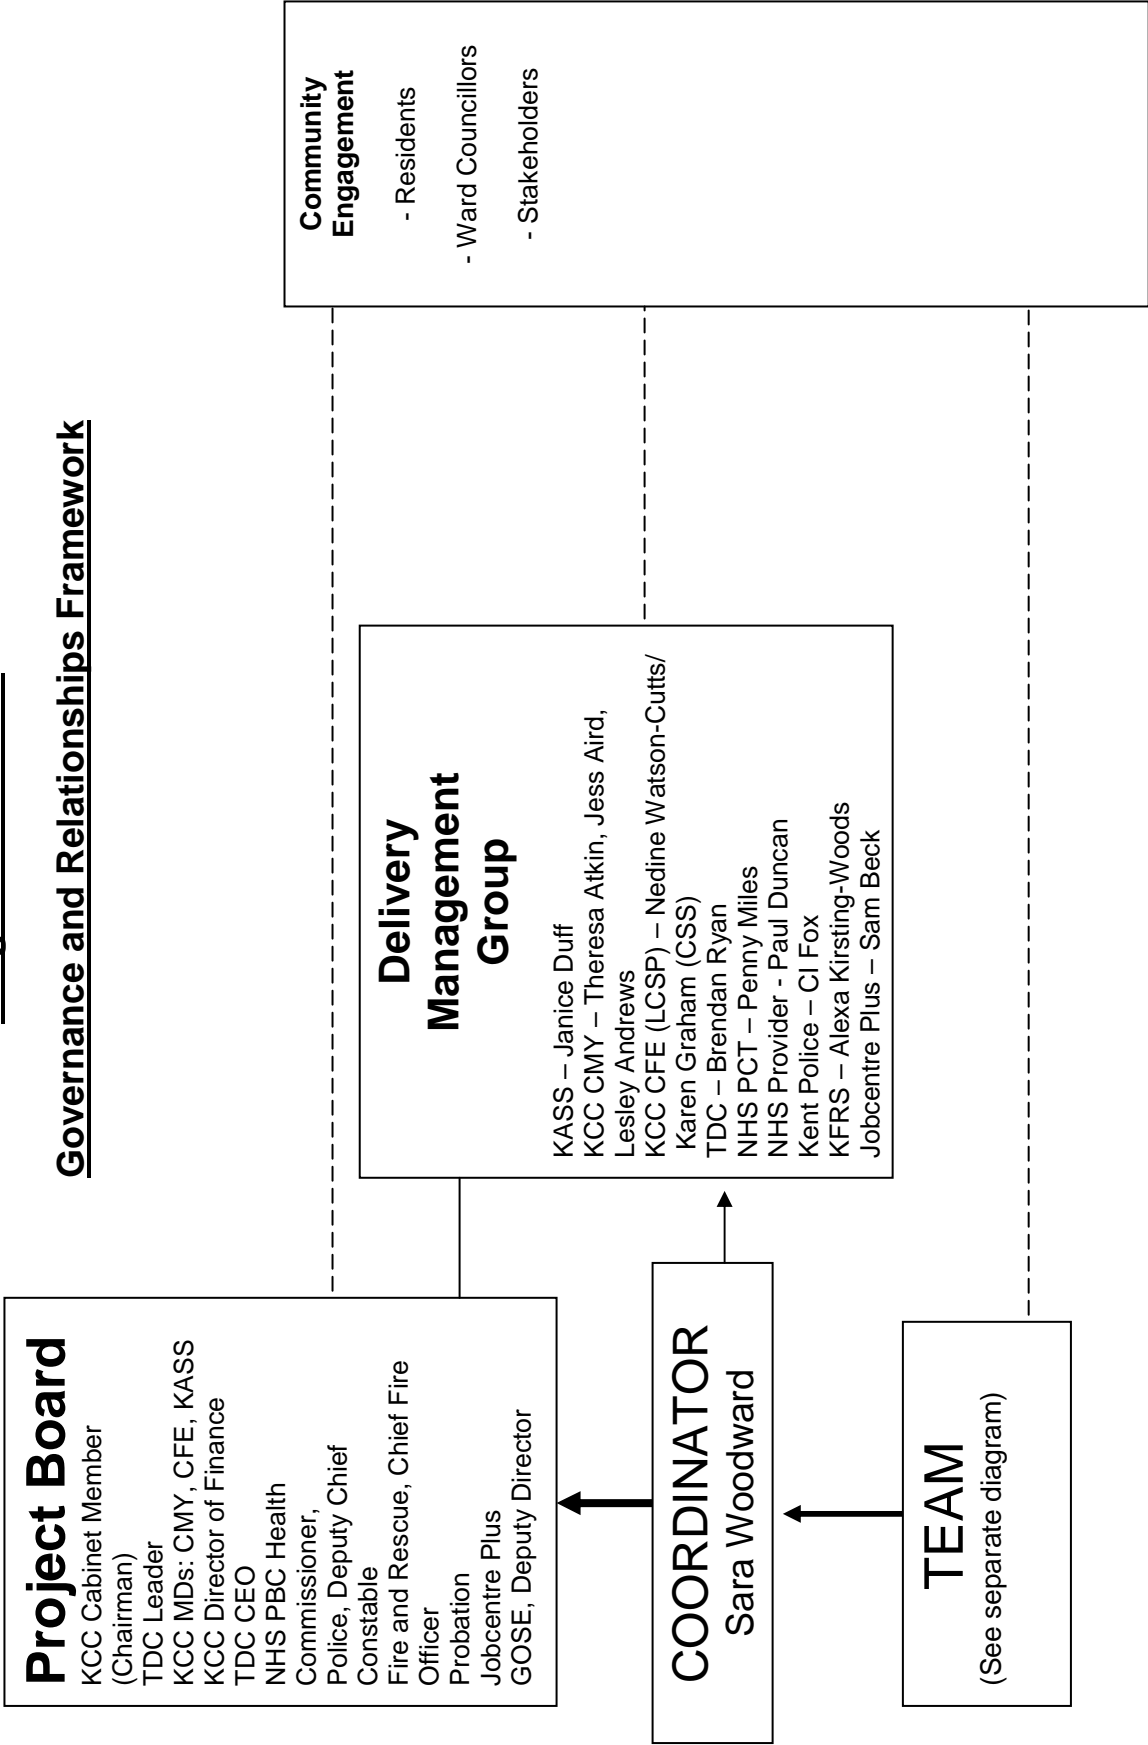 Governance and Relationships Framework
Project Board
KCC Cabinet Member
(Chairman)
TDC Leader
KCC MDs: CMY, CFE, KASS
KCC Director of Finance
TDC CEO
NHS PBC Health
Commissioner,
Police, Deputy Chief
Constable
Fire and Rescue, Chief Fire
Officer
Probation
Jobcentre Plus
GOSE, Deputy Director
Delivery
Management
Group
KASS – Janice Duff
KCC CMY – Theresa Atkin, Jess Aird,
Lesley Andrews
KCC CFE (LCSP) – Nedine Watson-Cutts/
Karen Graham (CSS)
TDC – Brendan Ryan
NHS PCT – Penny Miles
NHS Provider - Paul Duncan
Kent Police – CI Fox
KFRS – Alexa Kirsting-Woods
Jobcentre Plus – Sam Beck
Community
Engagement
- Residents
- Ward Councillors
- Stakeholders
COORDINATOR
Sara Woodward
TEAM
(See separate diagram)